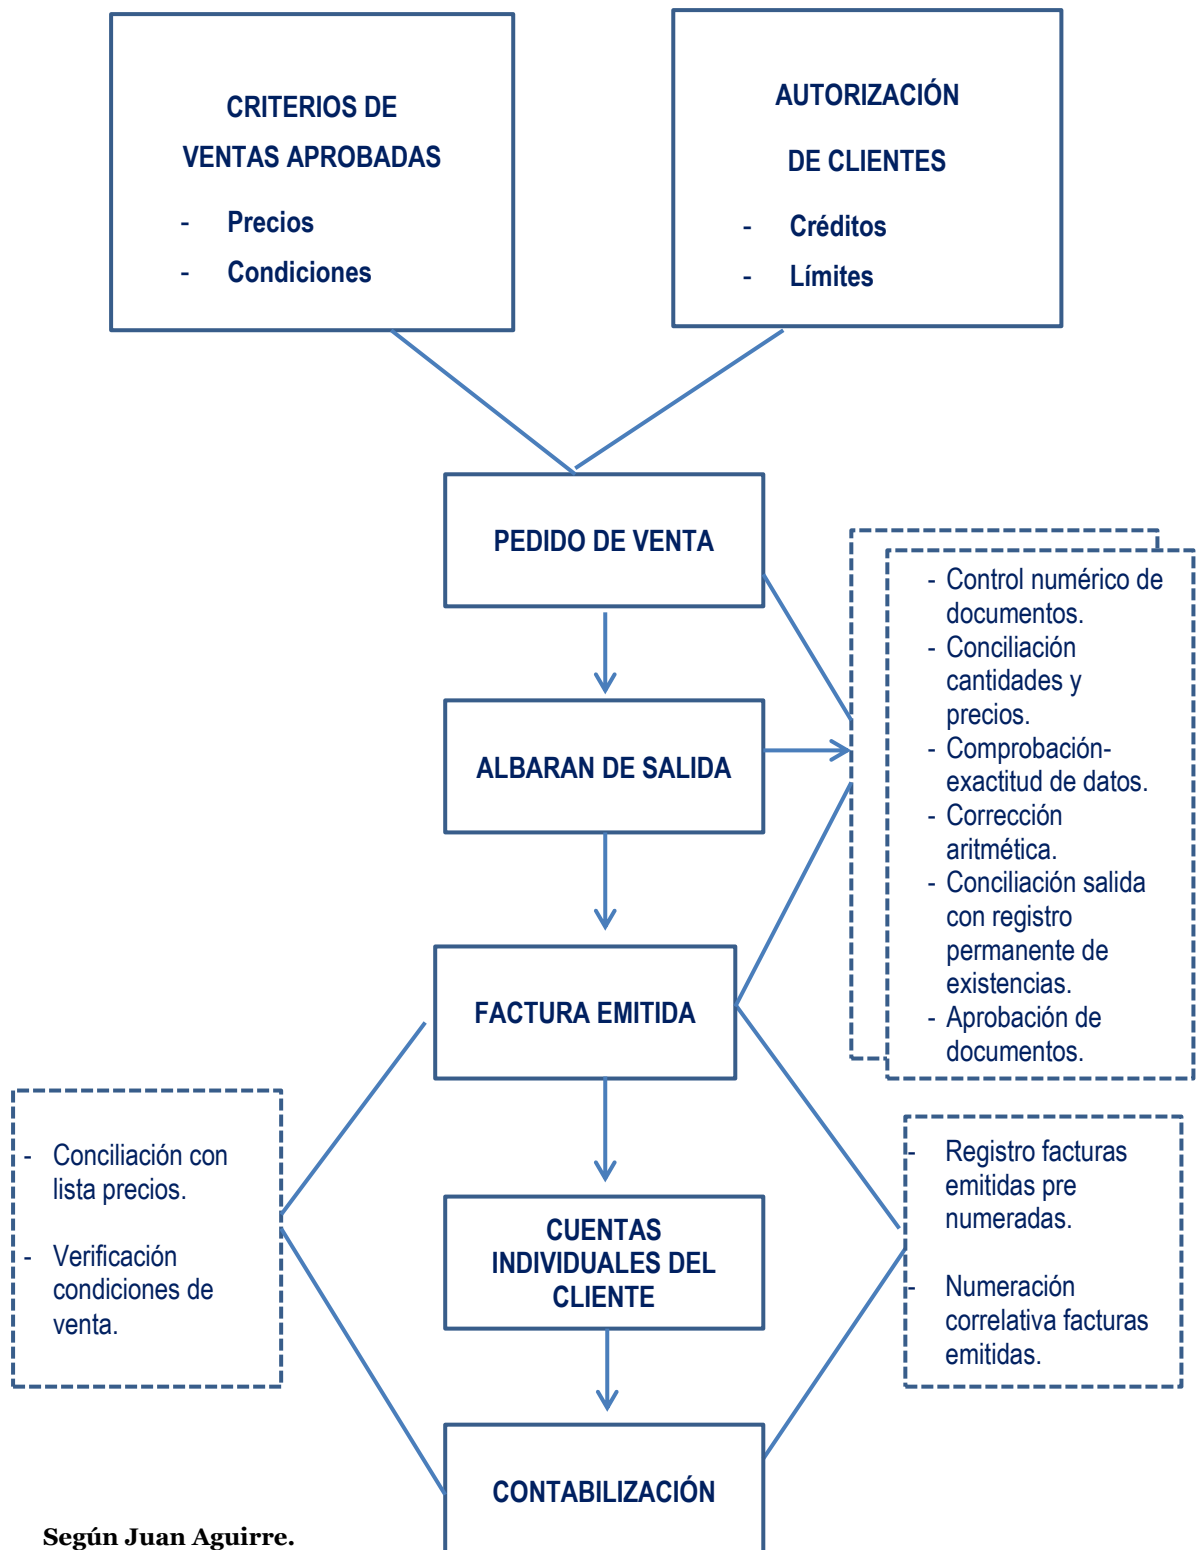 CRITERIOS DE
VENTAS APROBADAS
- Precios
- Condiciones
AUTORIZACIÓN
DE CLIENTES
- Créditos
- Límites
PEDIDO DE VENTA
- Control numérico de
documentos.
- Conciliación
cantidades y
precios.
- Comprobación-
exactitud de datos.
- Corrección
aritmética.
- Conciliación salida
con registro
permanente de
existencias.
- Aprobación de
documentos.
ALBARAN DE SALIDA
FACTURA EMITIDA
- Conciliación con
lista precios.
- Verificación
condiciones de
venta.
- Registro facturas
emitidas pre
numeradas.
- Numeración
correlativa facturas
emitidas.
CUENTAS
INDIVIDUALES DEL
CLIENTE
CONTABILIZACIÓN
Según Juan Aguirre.